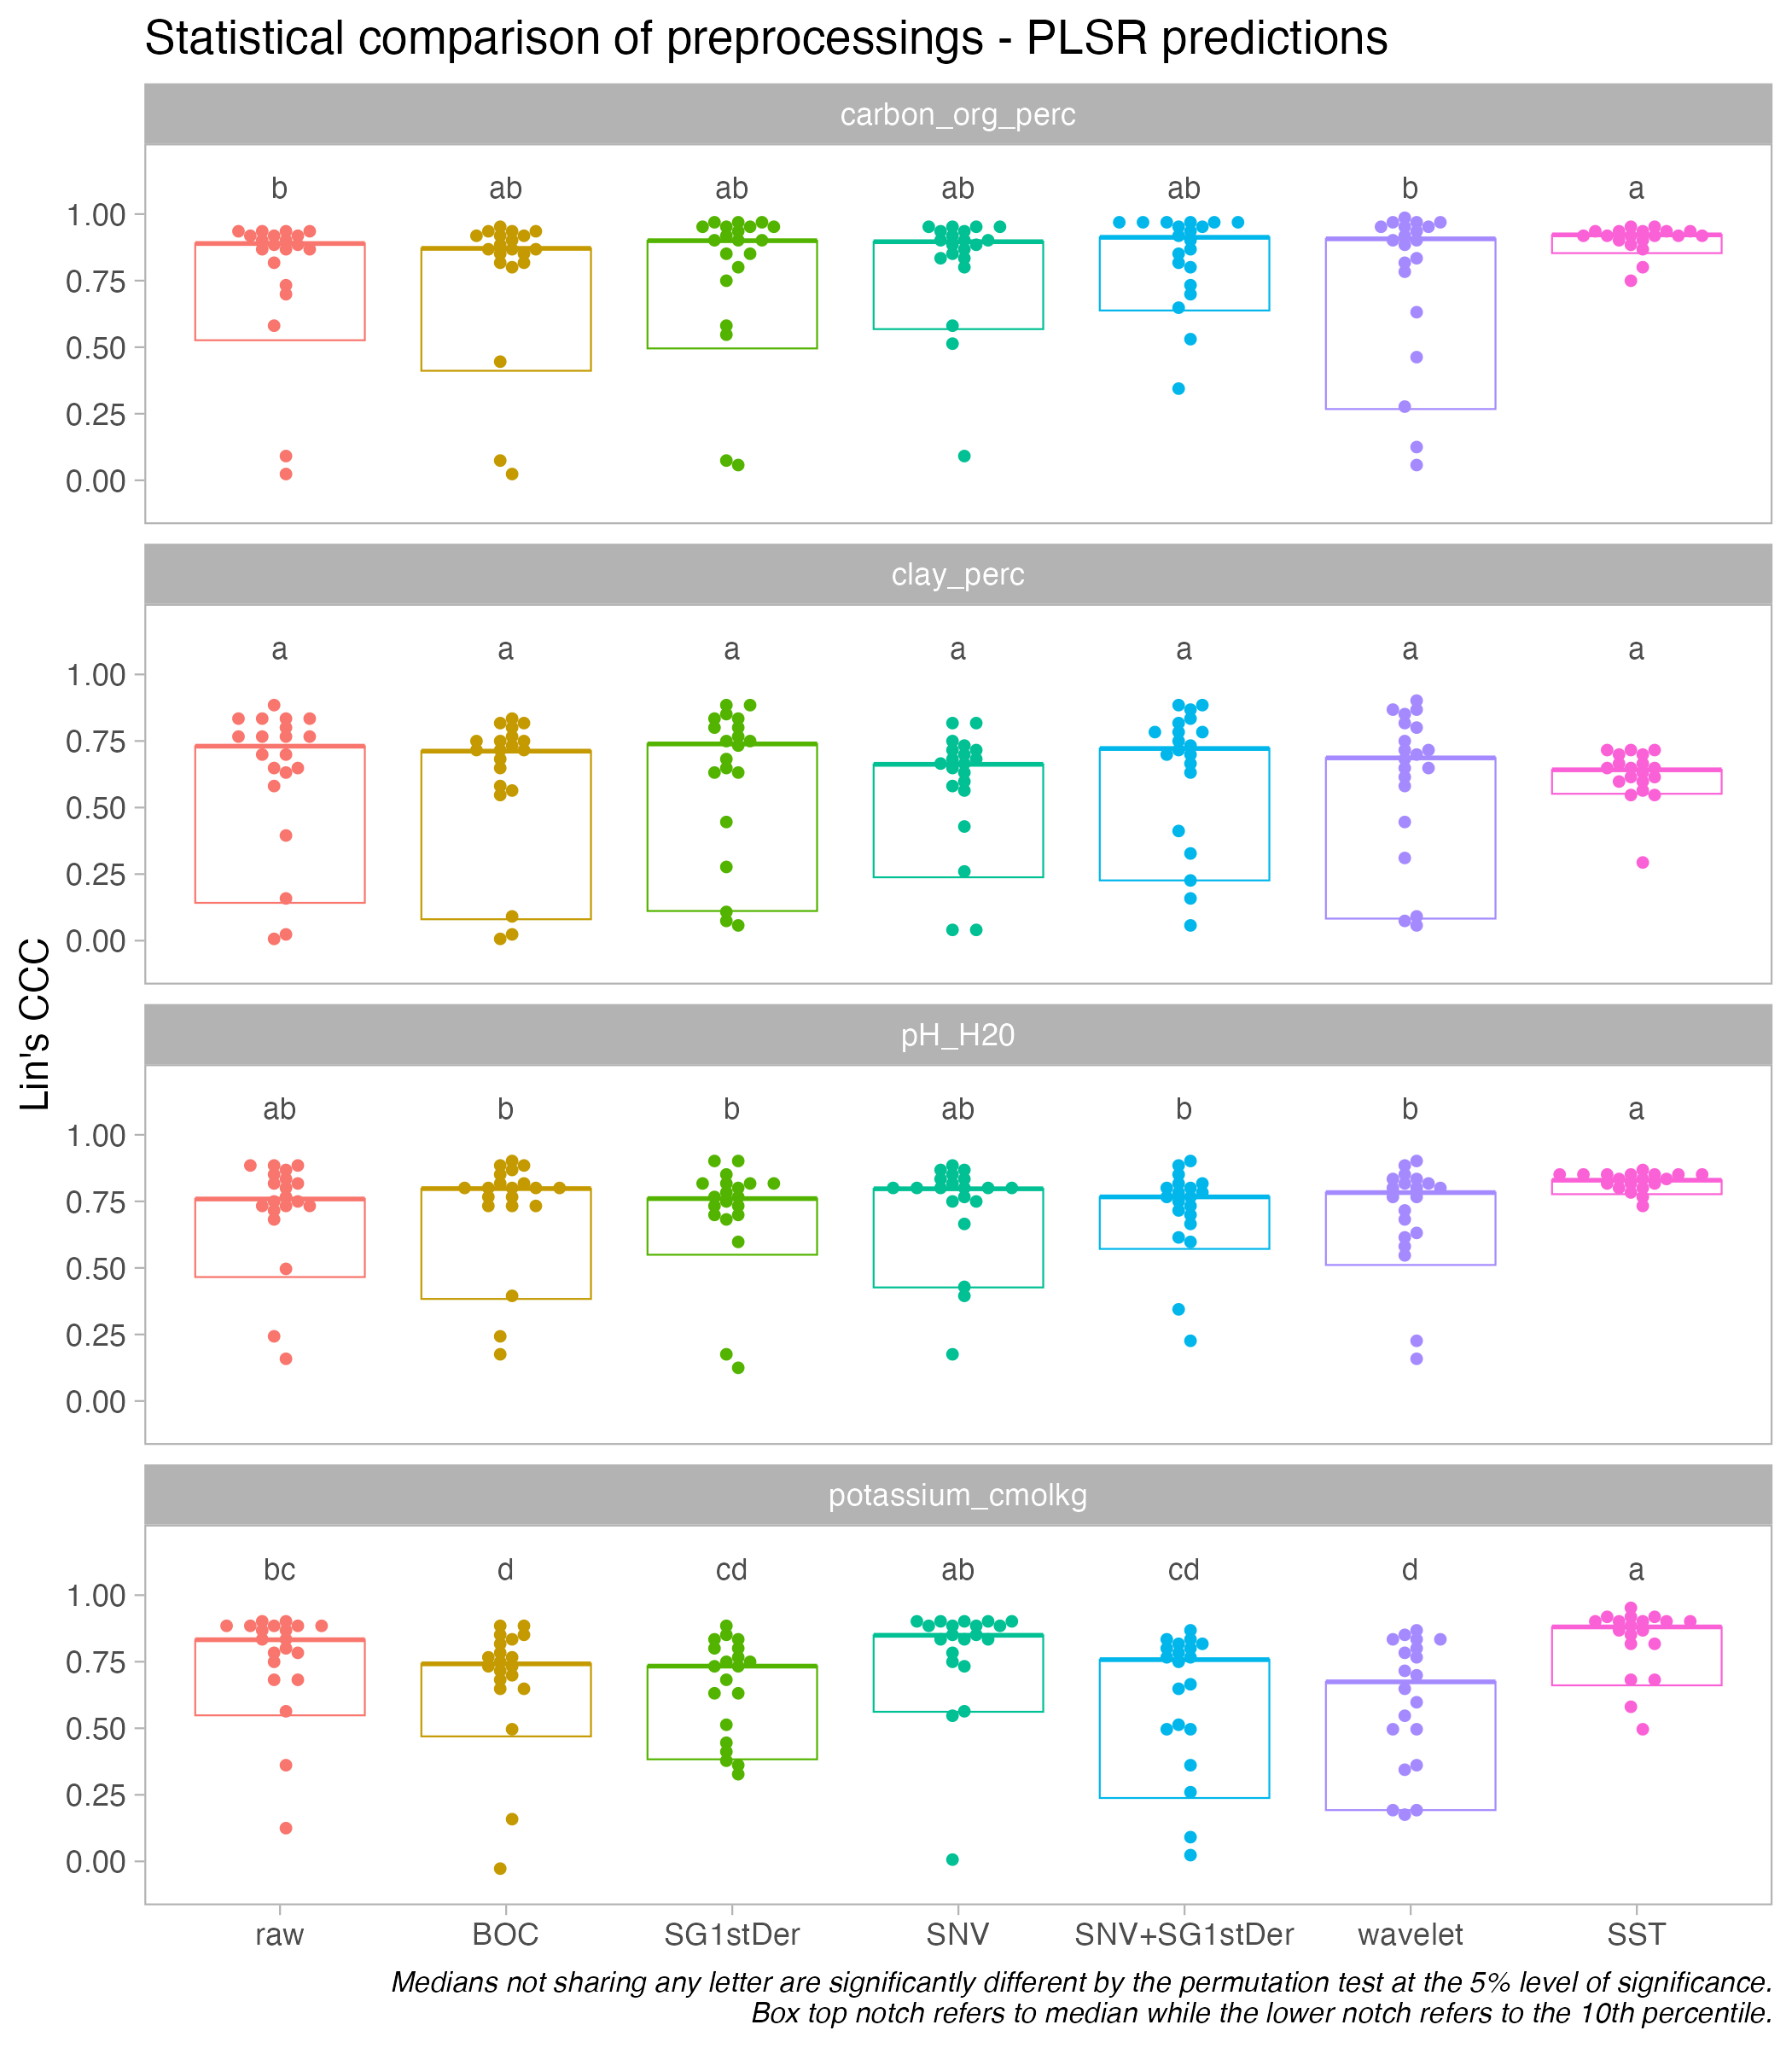 Statistical comparison of preprocessings - PLSR predictions
carbon_org_perc
b ab ab ab ab b a
1.00
0.75
0.50
0.25
0.00
clay_perc
a a a a a a a
1.00
0.75
0.50
0.25
0.00
Lin's CCC
pH_H20
ab b b ab b b a
1.00
0.75
0.50
0.25
0.00
potassium_cmolkg
bc d cd ab cd d a
1.00
0.75
0.50
0.25
0.00
raw BOC SG1stDer SNV SNV+SG1stDer wavelet SST
Medians not sharing any letter are significantly different by the permutation test at the 5% level of significance.
Box top notch refers to median while the lower notch refers to the 10th percentile.